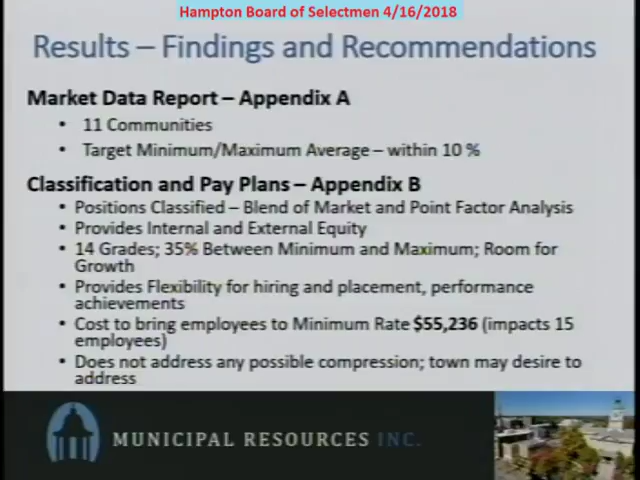 Hampton Board of Selectmen 4/16/2018
Results – Findings and Recommendations
Market Data Report – Appendix A
• 11 Communities
• Target Minimum/Maximum Average – within 10 %
Classification and Pay Plans – Appendix B
• Positions Classified – Blend of Market and Point Factor Analysis
• Provides Internal and External Equity
• 14 Grades; 35% Between Minimum and Maximum; Room for
Growth
• Provides Flexibility for hiring and placement, performance
achievements
• Cost to bring employees to Minimum Rate $55,236 (impacts 15
employees)
• Does not address any possible compression; town may desire to
address
MUNICIPAL RESOURCES INC.